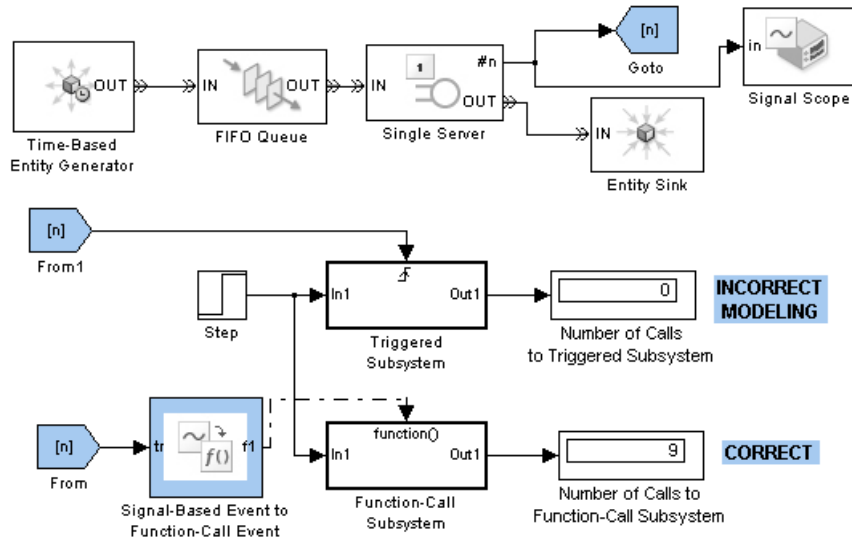 [n]
Goto
in
Signal Scope
OUT
Time-Based
Entity Generator
IN
OUT
FIFO Queue
1
IN
#n
OUT
Single Server
IN
Entity Sink
[n]
From1
Step
In1
Out1
Triggered
Subsystem
0
Number of Calls
to Triggered Subsystem
INCORRECT
MODELING
[n]
From
tr
f()
f1
Signal-Based Event to
Function-Call Event
function()
In1
Out1
Function-Call
Subsystem
9
Number of Calls to
Function-Call Subsystem
CORRECT